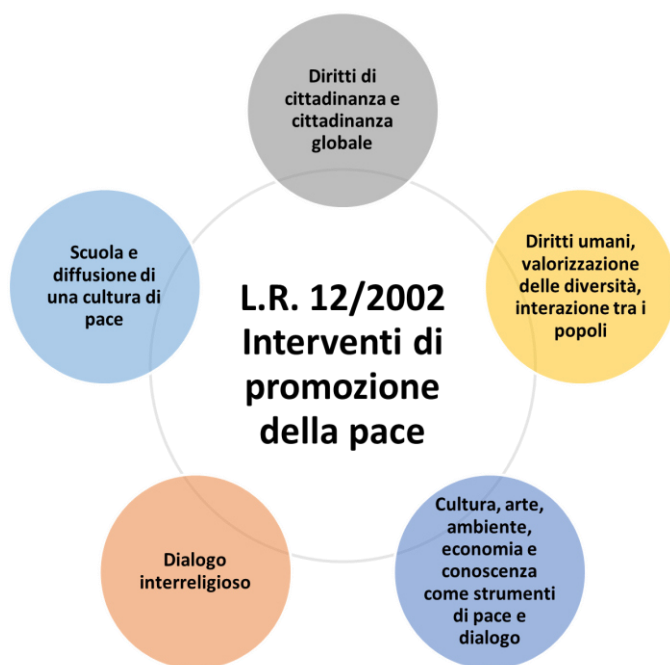 Diritti di
cittadinanza e
cittadinanza
globale
Scuola e
diffusione di
una cultura di
pace
Diritti umani,
valorizzazione
delle diversità,
interazione tra i
popoli
L.R. 12/2002
Interventi di
promozione
della pace
Dialogo
interreligioso
Cultura, arte,
ambiente,
economia e
conoscenza
come strumenti
di pace e
dialogo